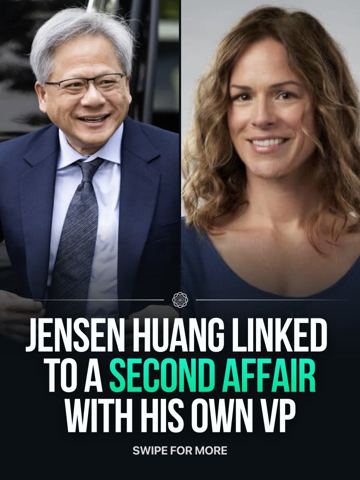 JENSEN HUANG LINKED
TO A SECOND AFFAIR
WITH HIS OWN VP
SWIPE FOR MORE